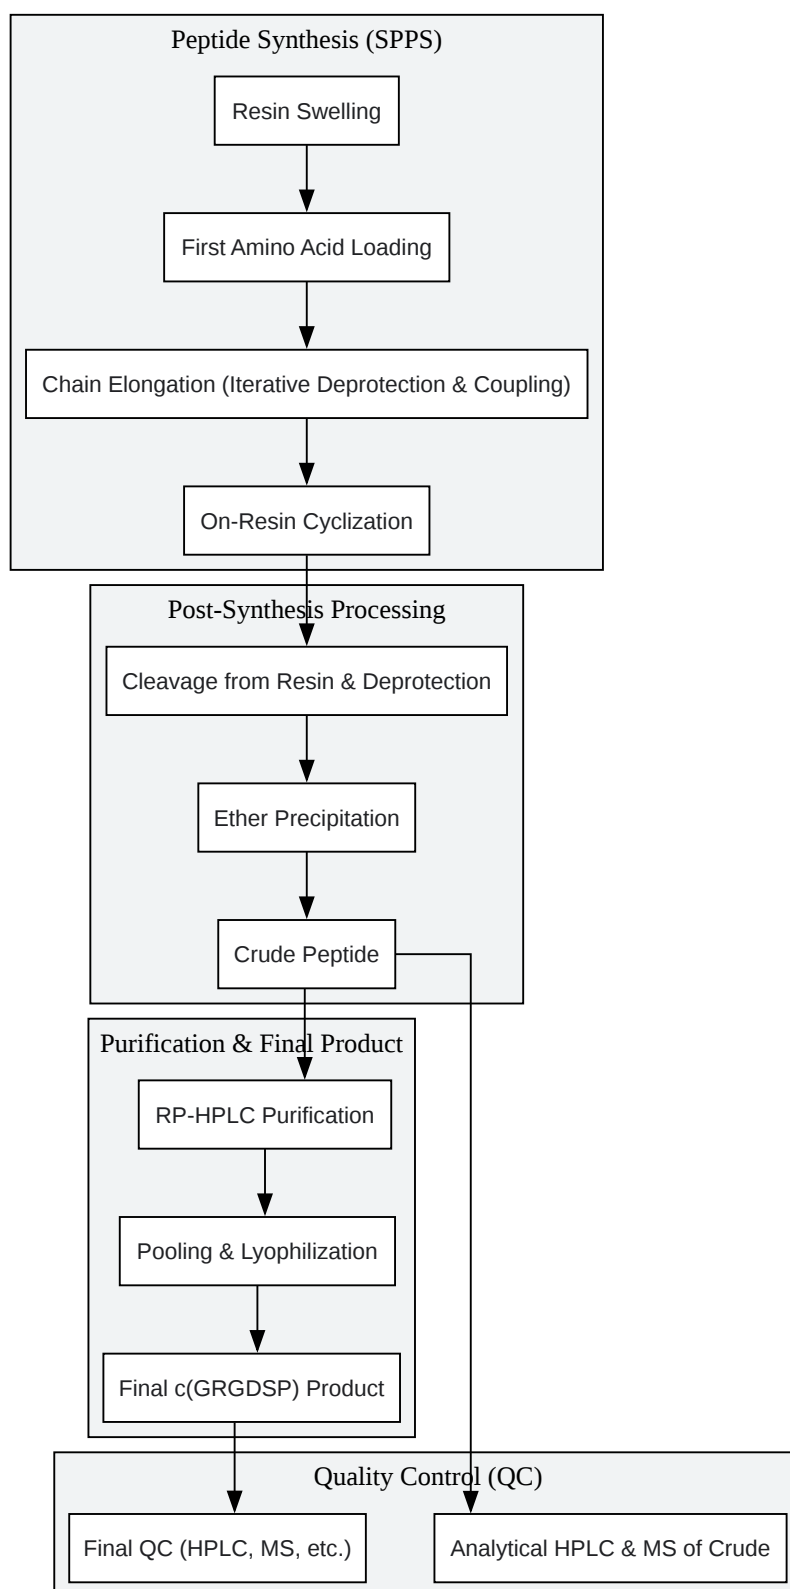 Peptide Synthesis (SPPS)
Resin Swelling
First Amino Acid Loading
Chain Elongation (Iterative Deprotection & Coupling)
On-Resin Cyclization
Post-Synthesis Processing
Cleavage from Resin & Deprotection
Ether Precipitation
Crude Peptide
Purification & Final Product
RP-HPLC Purification
Pooling & Lyophilization
Final c(GRGDSP) Product
Quality Control (QC)
Final QC (HPLC, MS, etc.)
Analytical HPLC & MS of Crude